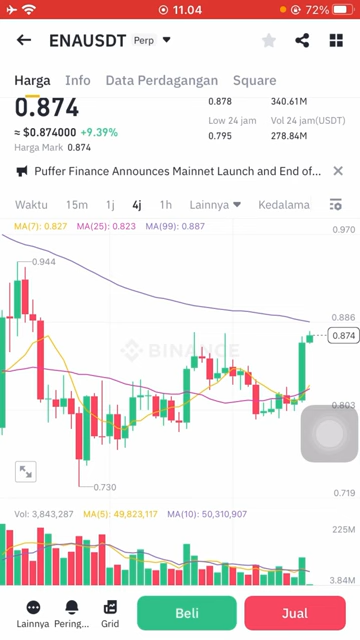 11.04
72%
ENAUSDT Perp
Harga Info Data Perdagangan Square
0.874
0.878 340.61M
≈ $0.874000 +9.39%
Low 24 jam Vol 24 jam(USDT)
0.795 278.84M
Harga Mark 0.874
Puffer Finance Announces Mainnet Launch and End of...
Waktu 15m 1j 4j 1h Lainnya Kedalama
MA(7): 0.827 MA(25): 0.823 MA(99): 0.887
0.970
0.944
0.886
0.874
BINANCE
0.803
0.730
0.719
Vol: 3,843,287 MA(5): 49,823,117 MA(10): 50,310,907
225M
3.84M
Lainnya Pering... Grid Beli Jual